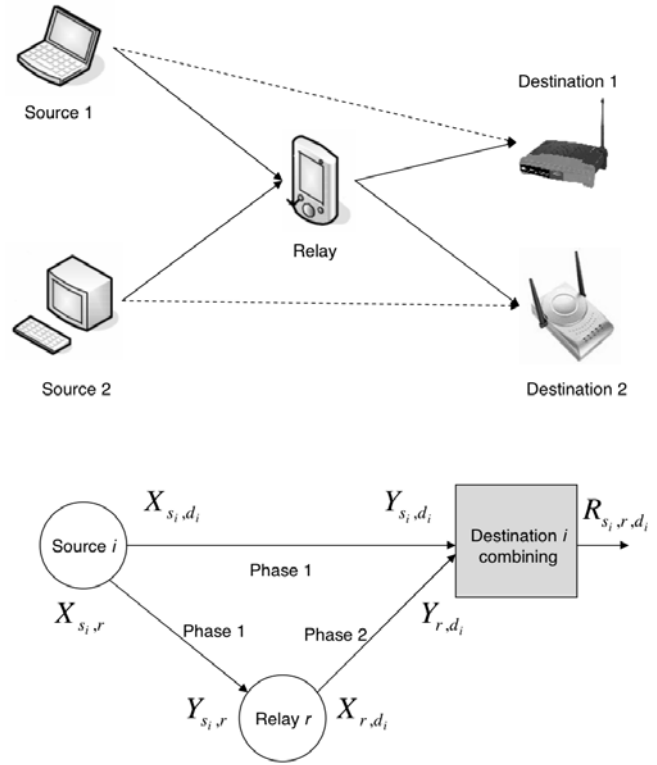 Source 1
Destination 1
Relay
Source 2
Destination 2
X_{s_i,d_i}
Y_{s_i,d_i}
R_{s_i,r,d_i}
Source i
Destination i
combining
Phase 1
X_{s_i,r}
Phase 1
Phase 2
Y_{r,d_i}
Y_{s_i,r}
Relay r
X_{r,d_i}